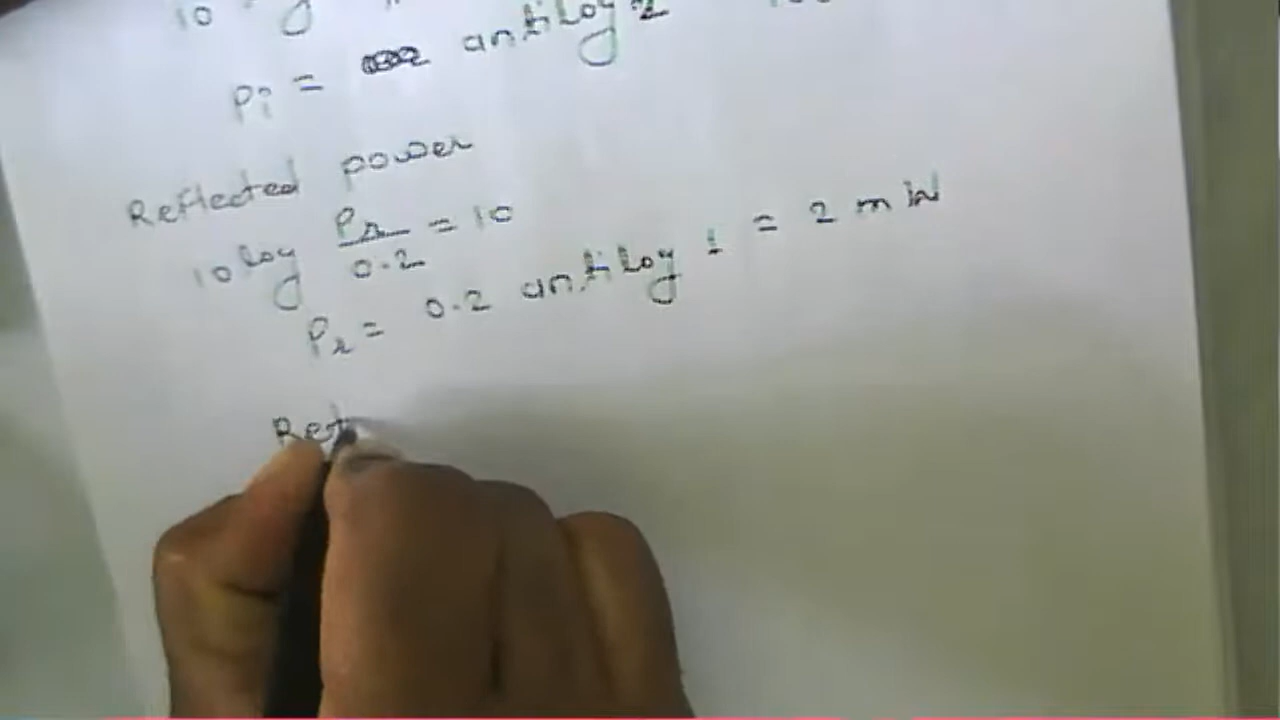 10
Pi = antilog 2
Reflected power
10 log Pr/0.2 = 10
Pr = 0.2 antilog 1 = 2 mW
Ref